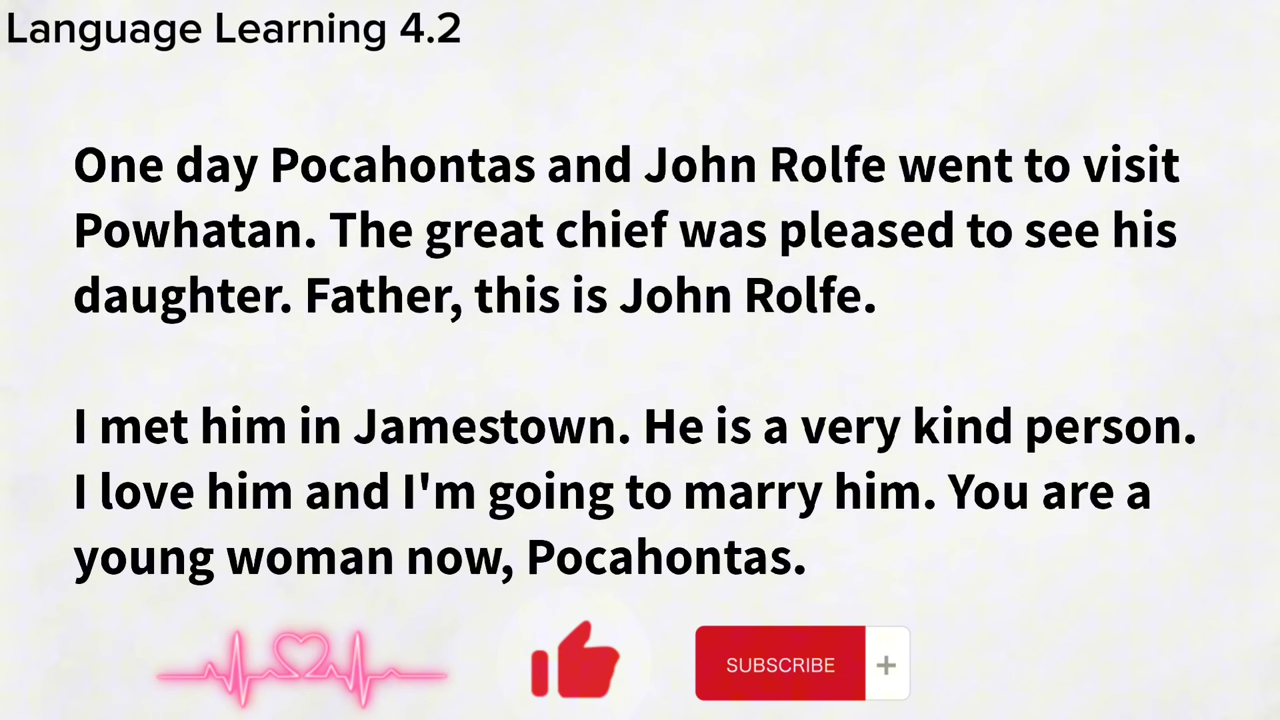 Language Learning 4.2
One day Pocahontas and John Rolfe went to visit
Powhatan. The great chief was pleased to see his
daughter. Father, this is John Rolfe.
I met him in Jamestown. He is a very kind person.
I love him and I'm going to marry him. You are a
young woman now, Pocahontas.
SUBSCRIBE +